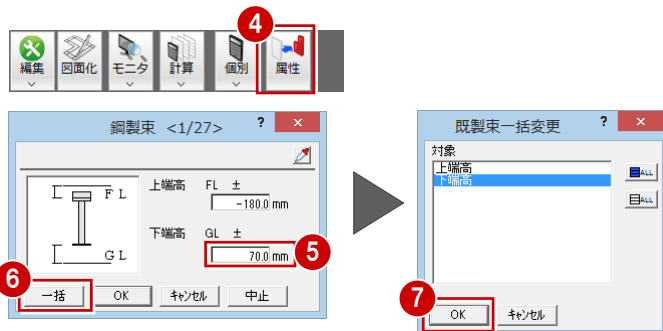 4
編集 図面化 モニタ 計算 個別 属性
鋼製束 <1/27> ? ×
上端高 FL ±
-180.0 mm
下端高 GL ±
70.0 mm
FL
GL
5
6
一括 OK キャンセル 中止
既製束一括変更 ? ×
対象
上端高
下端高
ALL
ALL
7
OK キャンセル